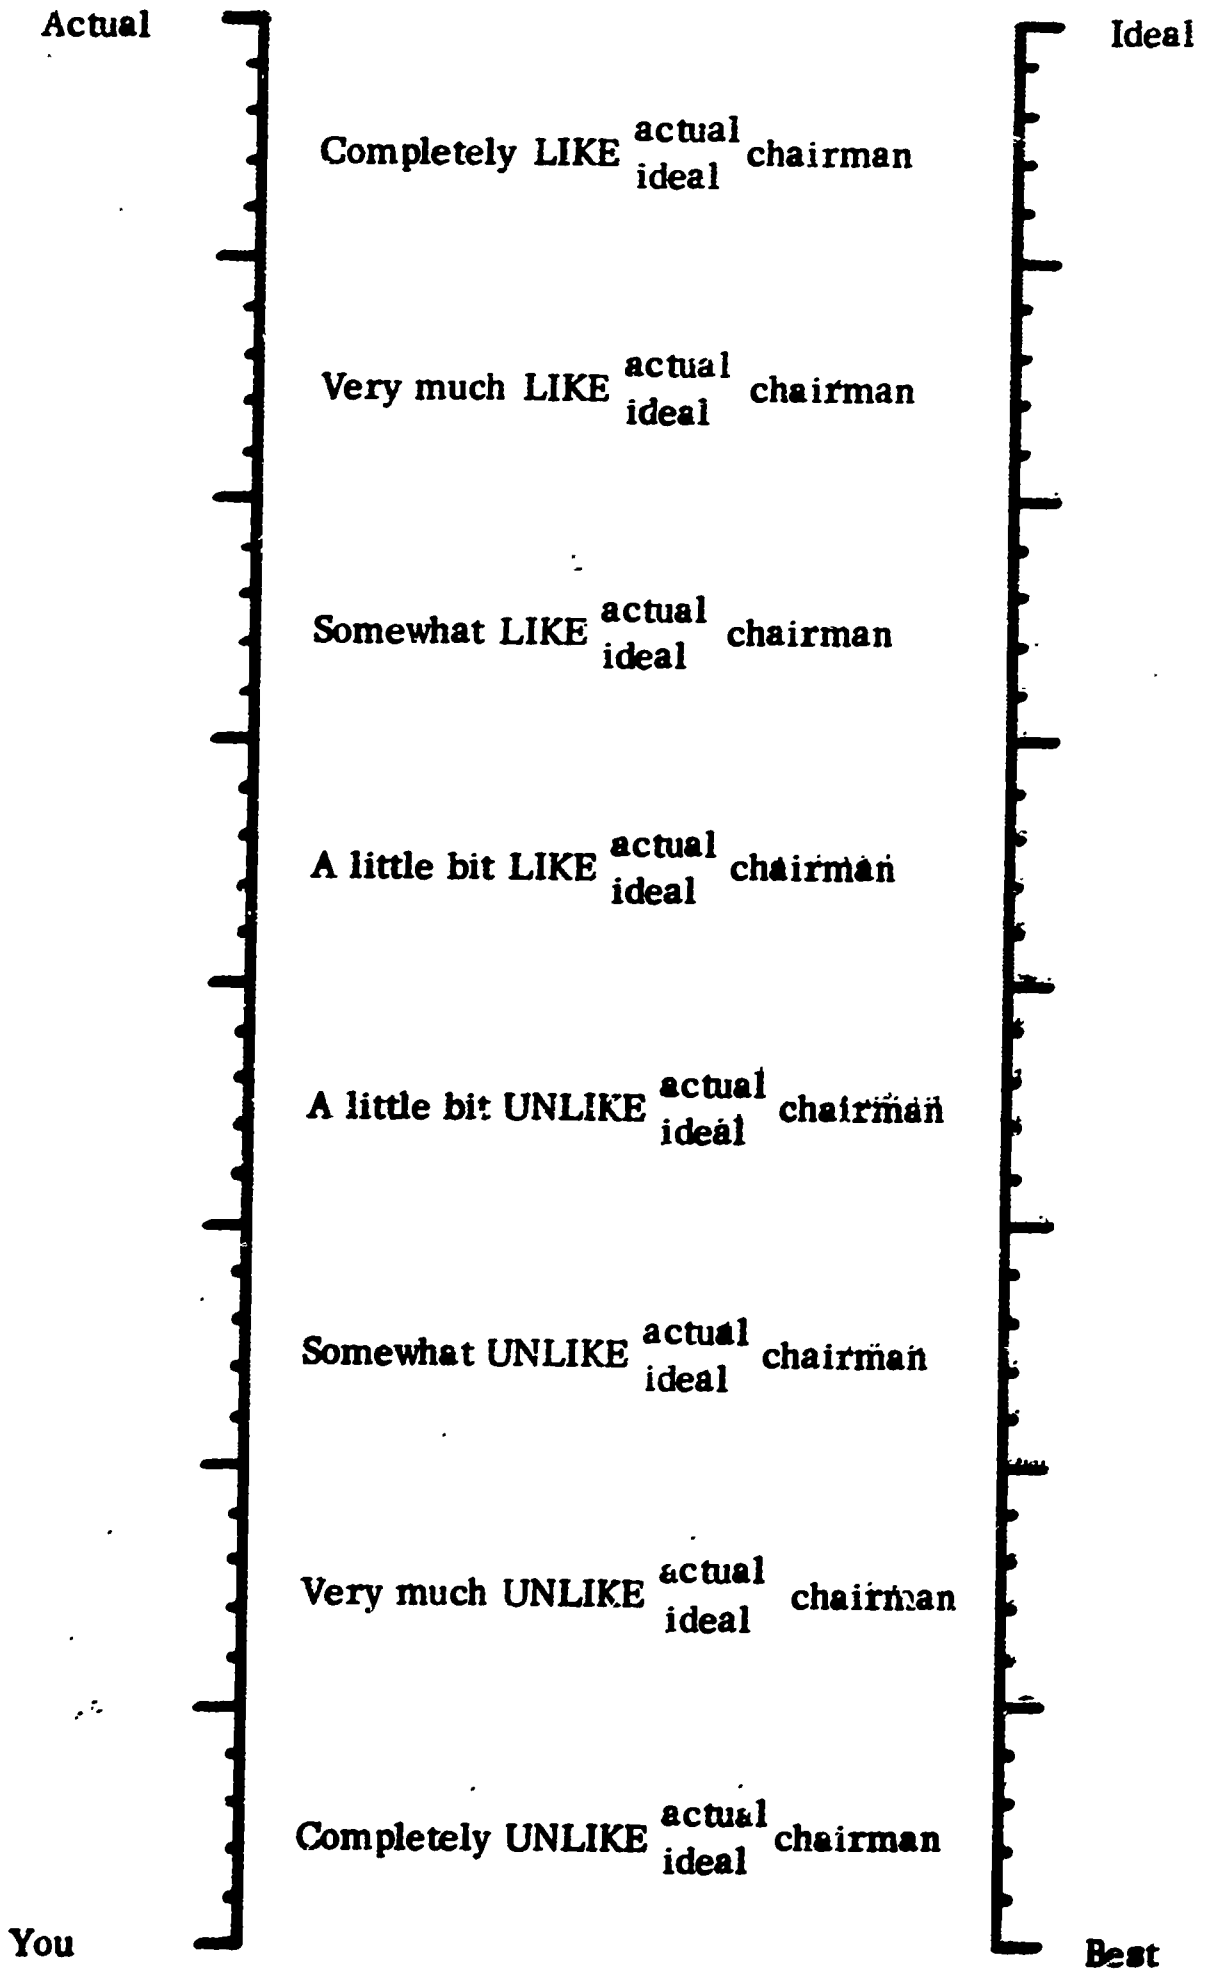 Actual
Ideal
Completely LIKE actual chairman
ideal
Very much LIKE actual chairman
ideal
Somewhat LIKE actual chairman
ideal
A little bit LIKE actual chairman
ideal
A little bit UNLIKE actual chairman
ideal
Somewhat UNLIKE actual chairman
ideal
Very much UNLIKE actual chairman
ideal
Completely UNLIKE actual chairman
ideal
You
Best